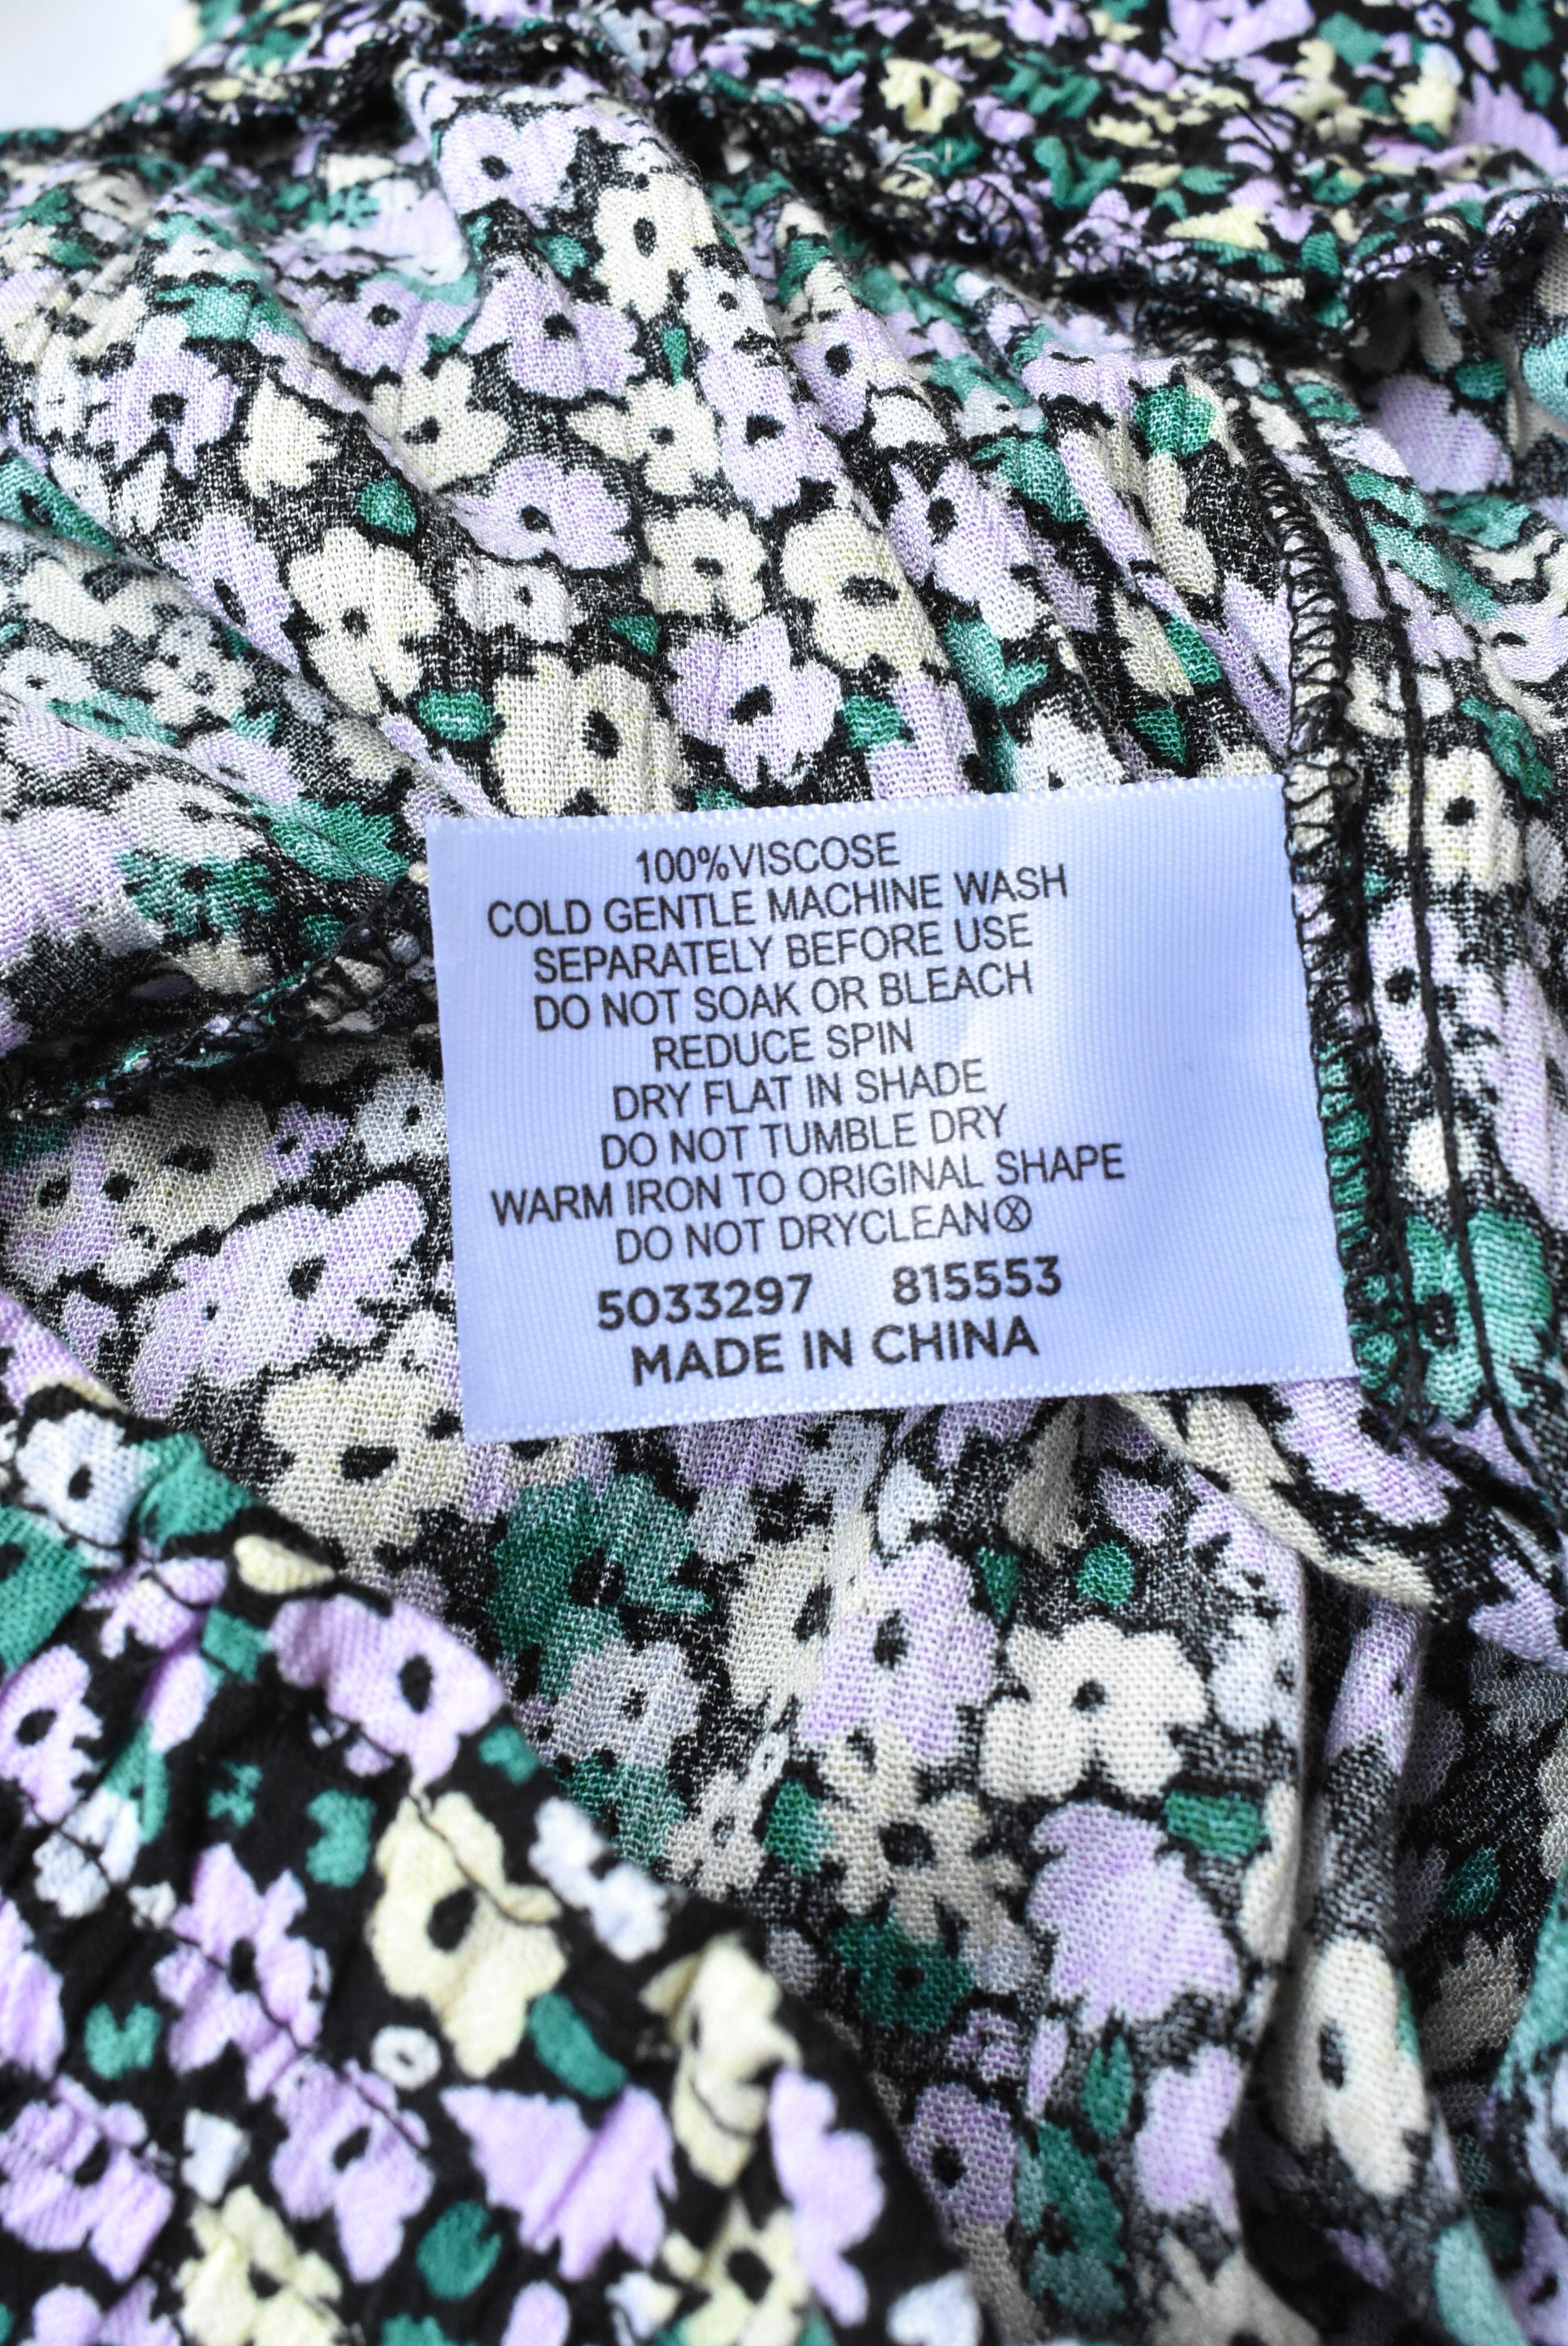 100%VISCOSE
COLD GENTLE MACHINE WASH
SEPARATELY BEFORE USE
DO NOT SOAK OR BLEACH
REDUCE SPIN
DRY FLAT IN SHADE
DO NOT TUMBLE DRY
WARM IRON TO ORIGINAL SHAPE
DO NOT DRYCLEANⓧ
5033297 815553
MADE IN CHINA